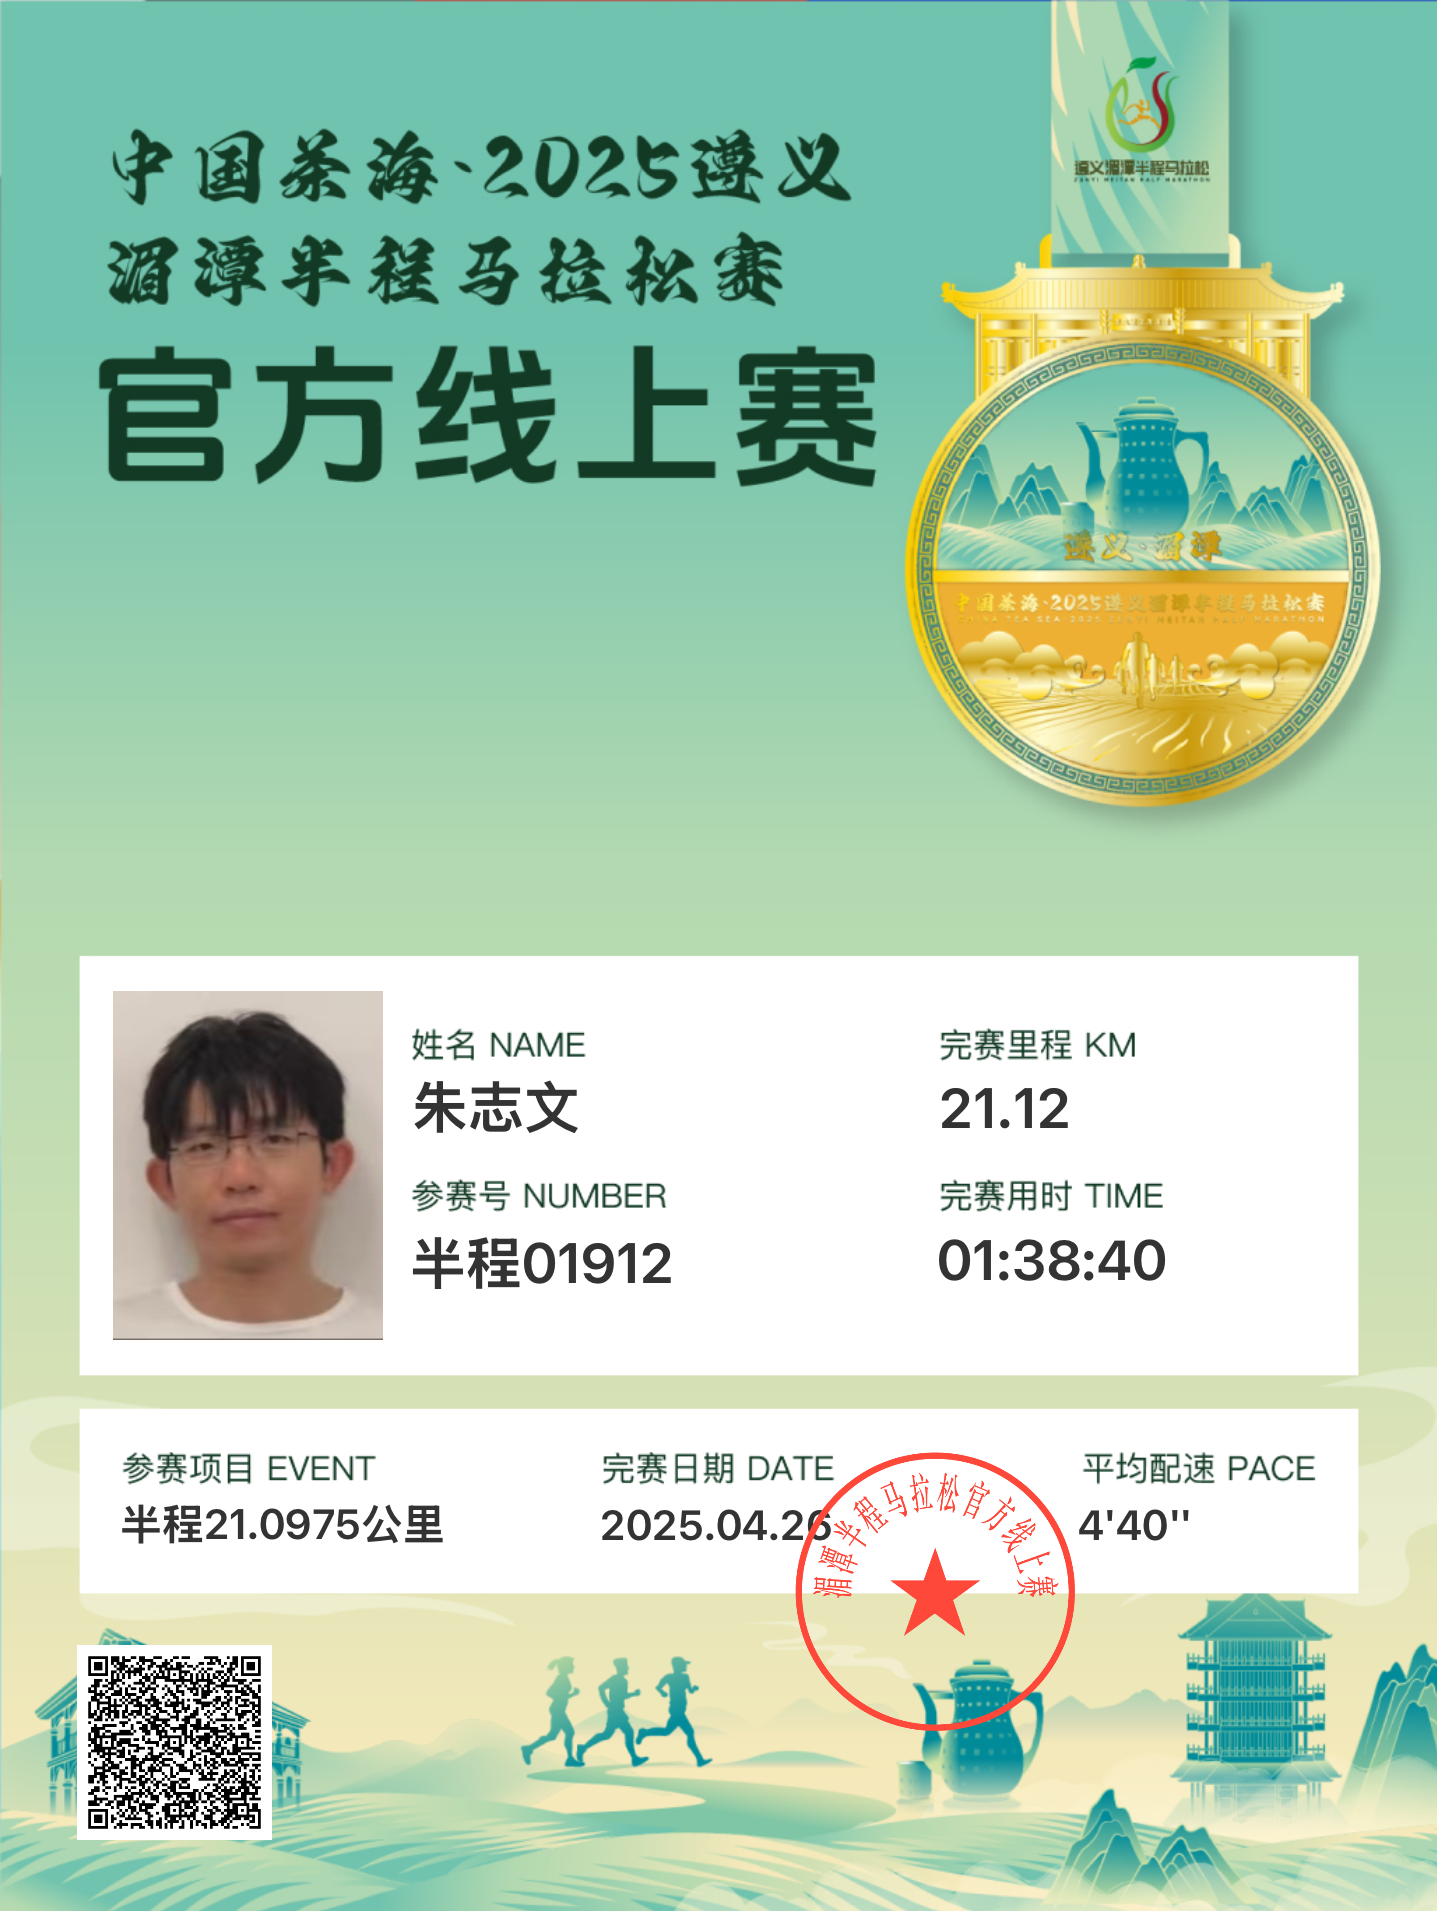 中国茶海·2025遵义
湄潭半程马拉松赛
官方线上赛
遵义湄潭半程马拉松
ZUNYI MEITAN HALF MARATHON
遵义·湄潭
中国茶海·2025遵义湄潭半程马拉松赛
CHINA TEA SEA 2025 ZUNYI MEITAN HALF MARATHON
姓名 NAME
朱志文
完赛里程 KM
21.12
参赛号 NUMBER
半程01912
完赛用时 TIME
01:38:40
参赛项目 EVENT
半程21.0975公里
完赛日期 DATE
2025.04.26
平均配速 PACE
4'40''
湄潭半程马拉松官方线上赛